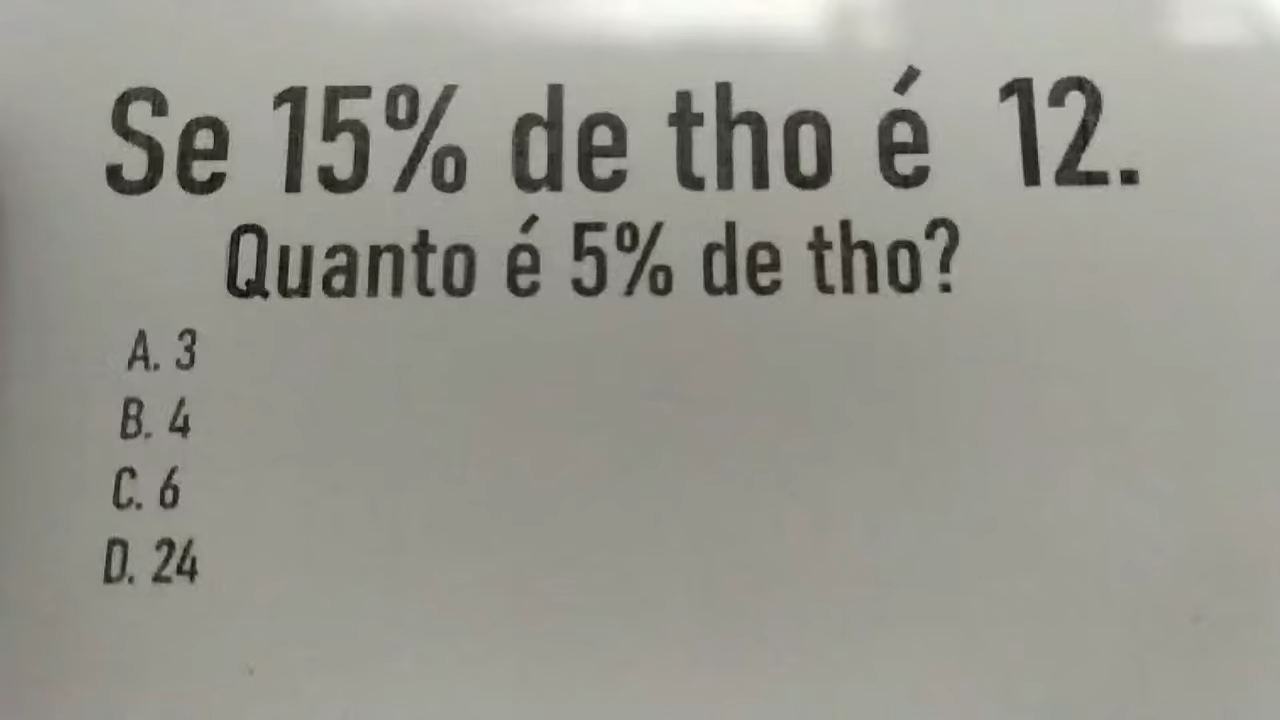 Se 15% de tho é 12.
Quanto é 5% de tho?
A. 3
B. 4
C. 6
D. 24